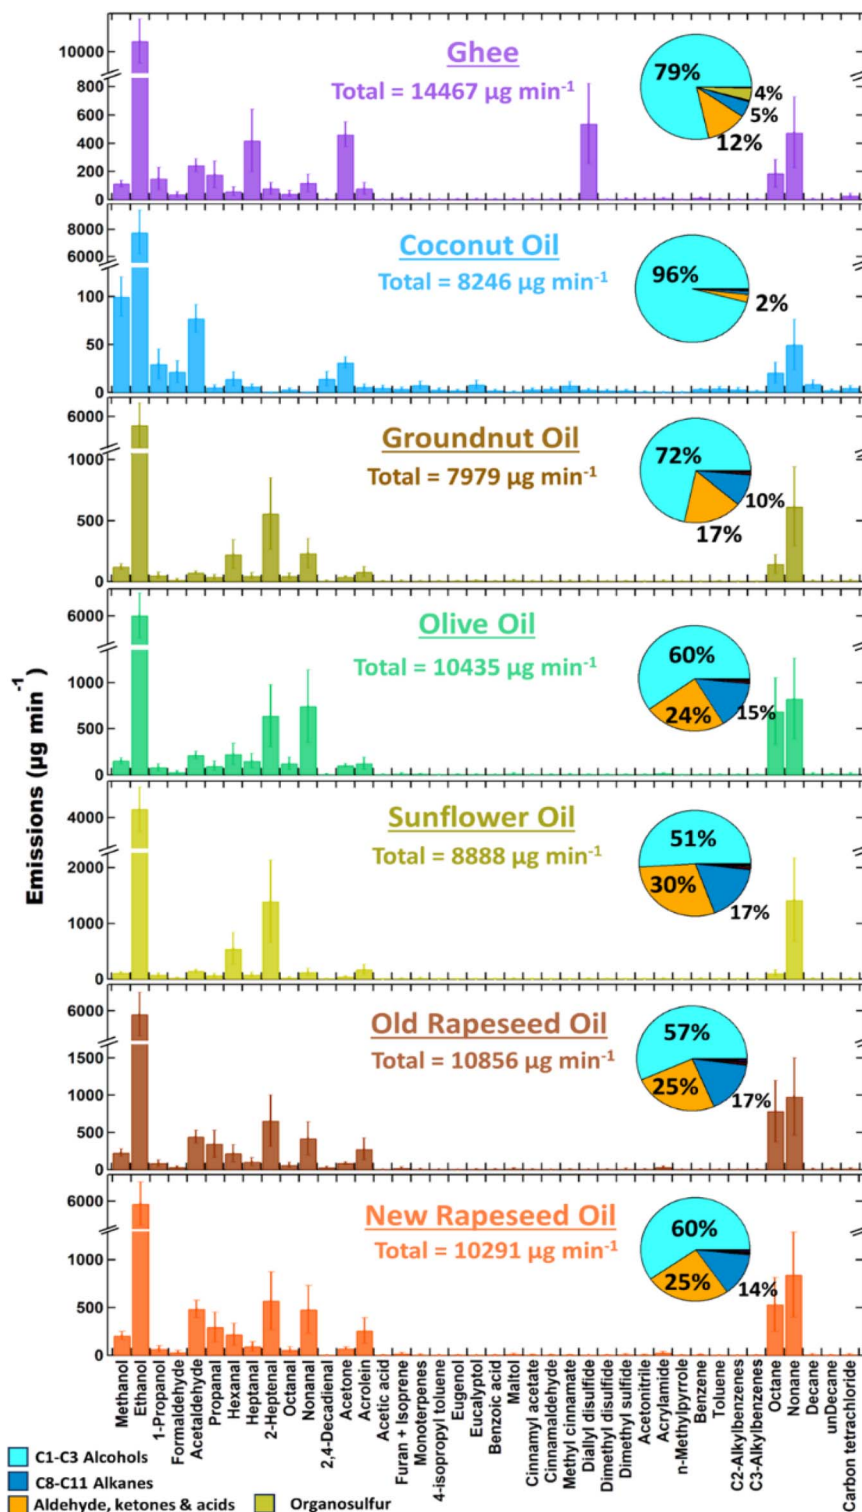 Ghee
Total = 14467 µg min⁻¹
79%
4%
5%
12%
10000
800
600
400
200
0
Coconut Oil
Total = 8246 µg min⁻¹
96%
2%
8000
6000
100
50
0
Groundnut Oil
Total = 7979 µg min⁻¹
72%
10%
17%
6000
1000
500
0
Olive Oil
Total = 10435 µg min⁻¹
60%
15%
24%
6000
1000
500
0
Emissions (µg min⁻¹)
Sunflower Oil
Total = 8888 µg min⁻¹
51%
30%
17%
4000
2000
1000
0
Old Rapeseed Oil
Total = 10856 µg min⁻¹
57%
25%
17%
6000
1500
1000
500
0
New Rapeseed Oil
Total = 10291 µg min⁻¹
60%
25%
14%
6000
1000
500
0
Methanol
Ethanol
1-Propanol
Formaldehyde
Acetaldehyde
Propanal
Hexanal
Heptanal
2-Heptenal
Octanal
Nonanal
2,4-Decadienal
Acetone
Acrolein
Acetic acid
Furan + Isoprene
Monoterpenes
4-isopropyl toluene
Eugenol
Eucalyptol
Benzoic acid
Maltol
Cinnamyl acetate
Cinnamaldehyde
Methyl cinnamate
Diallyl disulfide
Dimethyl disulfide
Dimethyl sulfide
Acetonitrile
Acrylamide
n-Methylpyrrole
Benzene
Toluene
C2-Alkylbenzenes
C3-Alkylbenzenes
Octane
Nonane
Decane
unDecane
Carbon tetrachloride
C1-C3 Alcohols
C8-C11 Alkanes
Aldehyde, ketones & acids
Organosulfur